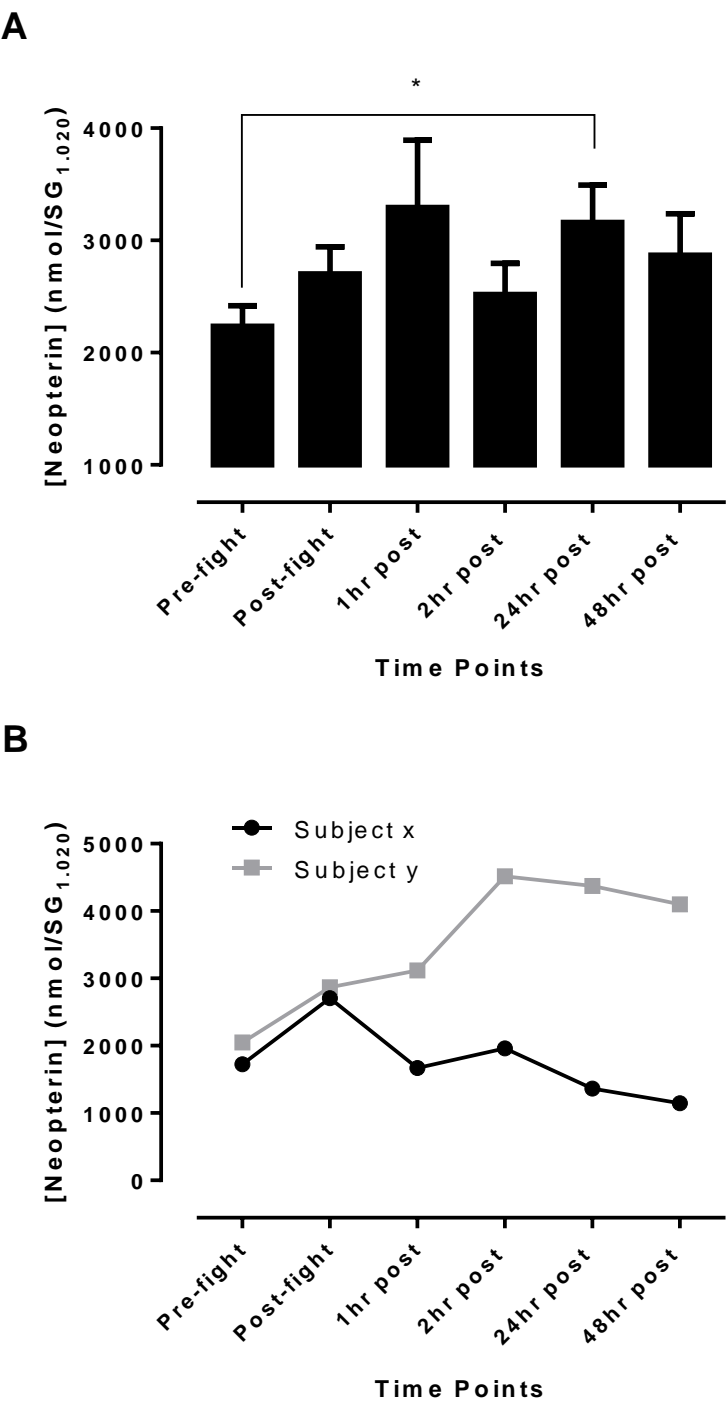 A
*
[Neopterin] (nmol/SG1.020)
4000
3000
2000
1000
Pre-fight
Post-fight
1hr post
2hr post
24hr post
48hr post
Time Points
B
Subject x
Subject y
[Neopterin] (nmol/SG1.020)
5000
4000
3000
2000
1000
0
Pre-fight
Post-fight
1hr post
2hr post
24hr post
48hr post
Time Points